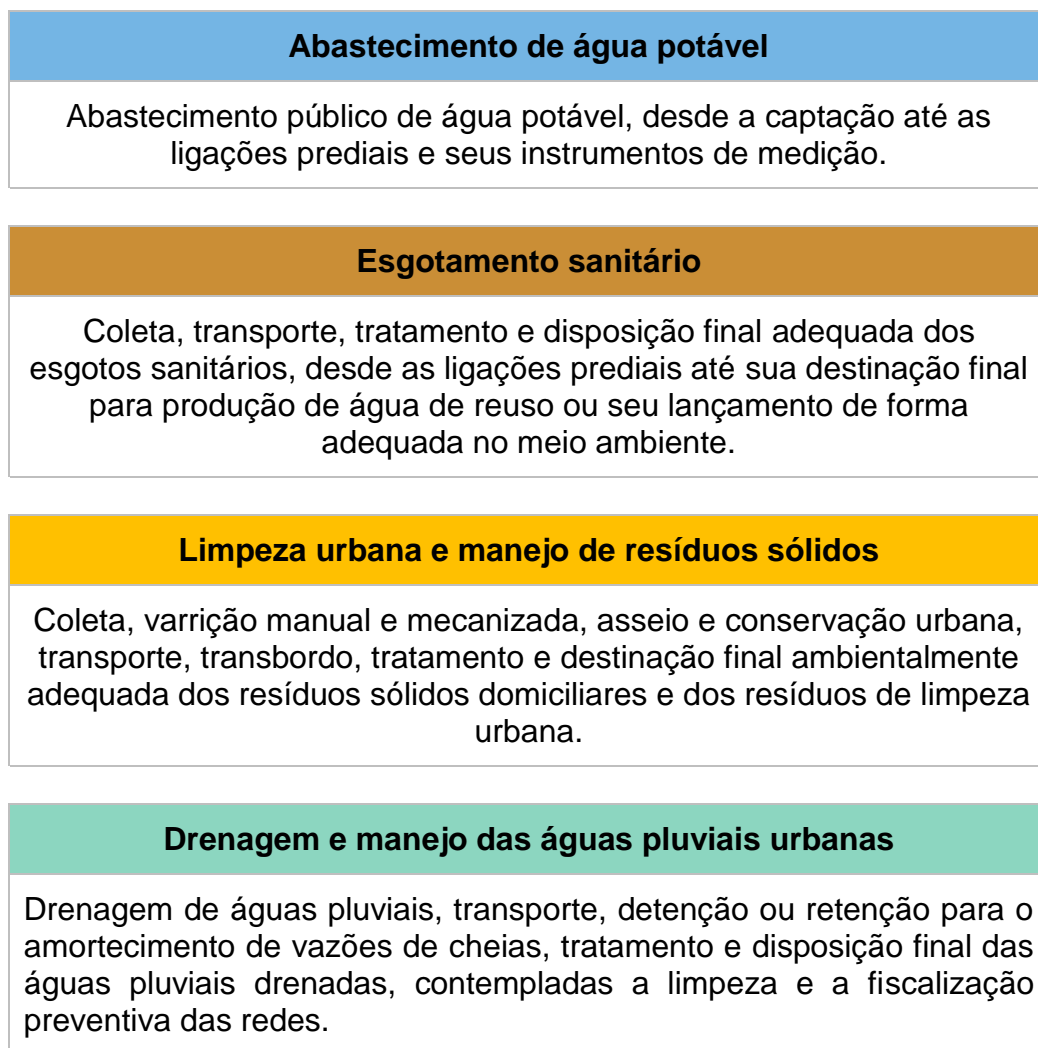 Abastecimento de água potável
Abastecimento público de água potável, desde a captação até as
ligações prediais e seus instrumentos de medição.
Esgotamento sanitário
Coleta, transporte, tratamento e disposição final adequada dos
esgotos sanitários, desde as ligações prediais até sua destinação final
para produção de água de reuso ou seu lançamento de forma
adequada no meio ambiente.
Limpeza urbana e manejo de resíduos sólidos
Coleta, varrição manual e mecanizada, asseio e conservação urbana,
transporte, transbordo, tratamento e destinação final ambientalmente
adequada dos resíduos sólidos domiciliares e dos resíduos de limpeza
urbana.
Drenagem e manejo das águas pluviais urbanas
Drenagem de águas pluviais, transporte, detenção ou retenção para o
amortecimento de vazões de cheias, tratamento e disposição final das
águas pluviais drenadas, contempladas a limpeza e a fiscalização
preventiva das redes.